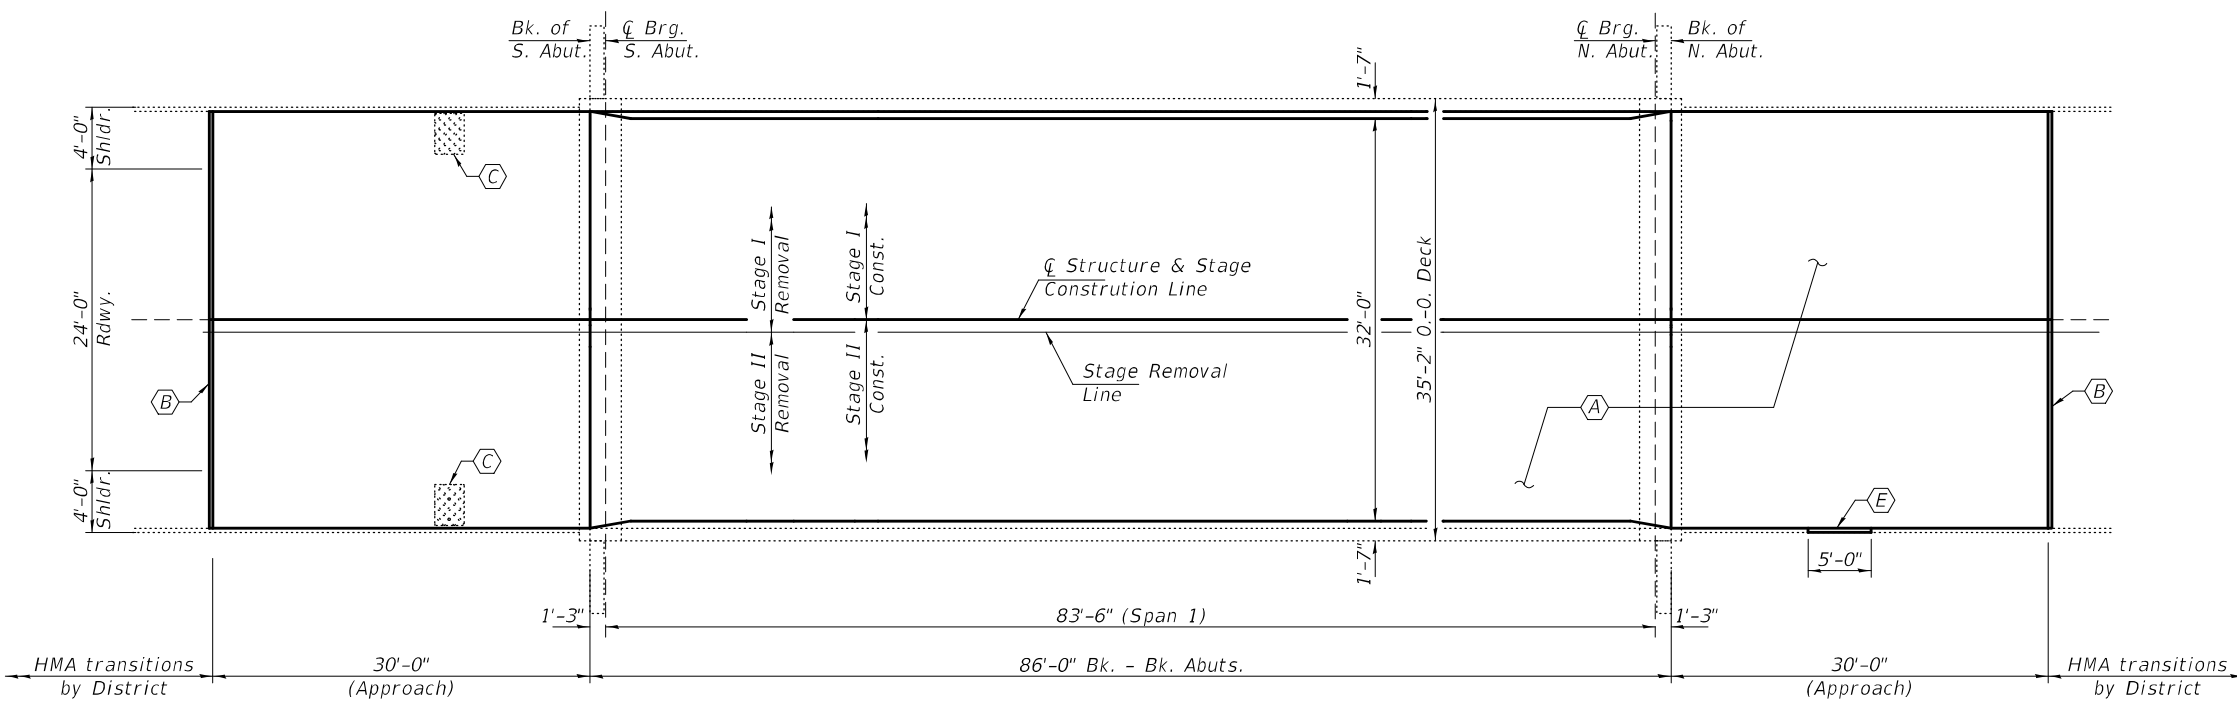 Bk. of
S. Abut.
℄ Brg.
S. Abut.
℄ Brg.
N. Abut.
Bk. of
N. Abut.
1'-7"
4'-0"
Shldr.
C
24'-0"
Rdwy.
Stage I
Removal
Stage I
Const.
℄ Structure & Stage
Constrution Line
32'-0"
35'-2" O.-O. Deck
Stage II
Removal
Stage II
Const.
Stage Removal
Line
B
A
B
4'-0"
Shldr.
C
E
1'-7"
5'-0"
1'-3"
83'-6" (Span 1)
1'-3"
HMA transitions
by District
30'-0"
(Approach)
86'-0" Bk. - Bk. Abuts.
30'-0"
(Approach)
HMA transitions
by District